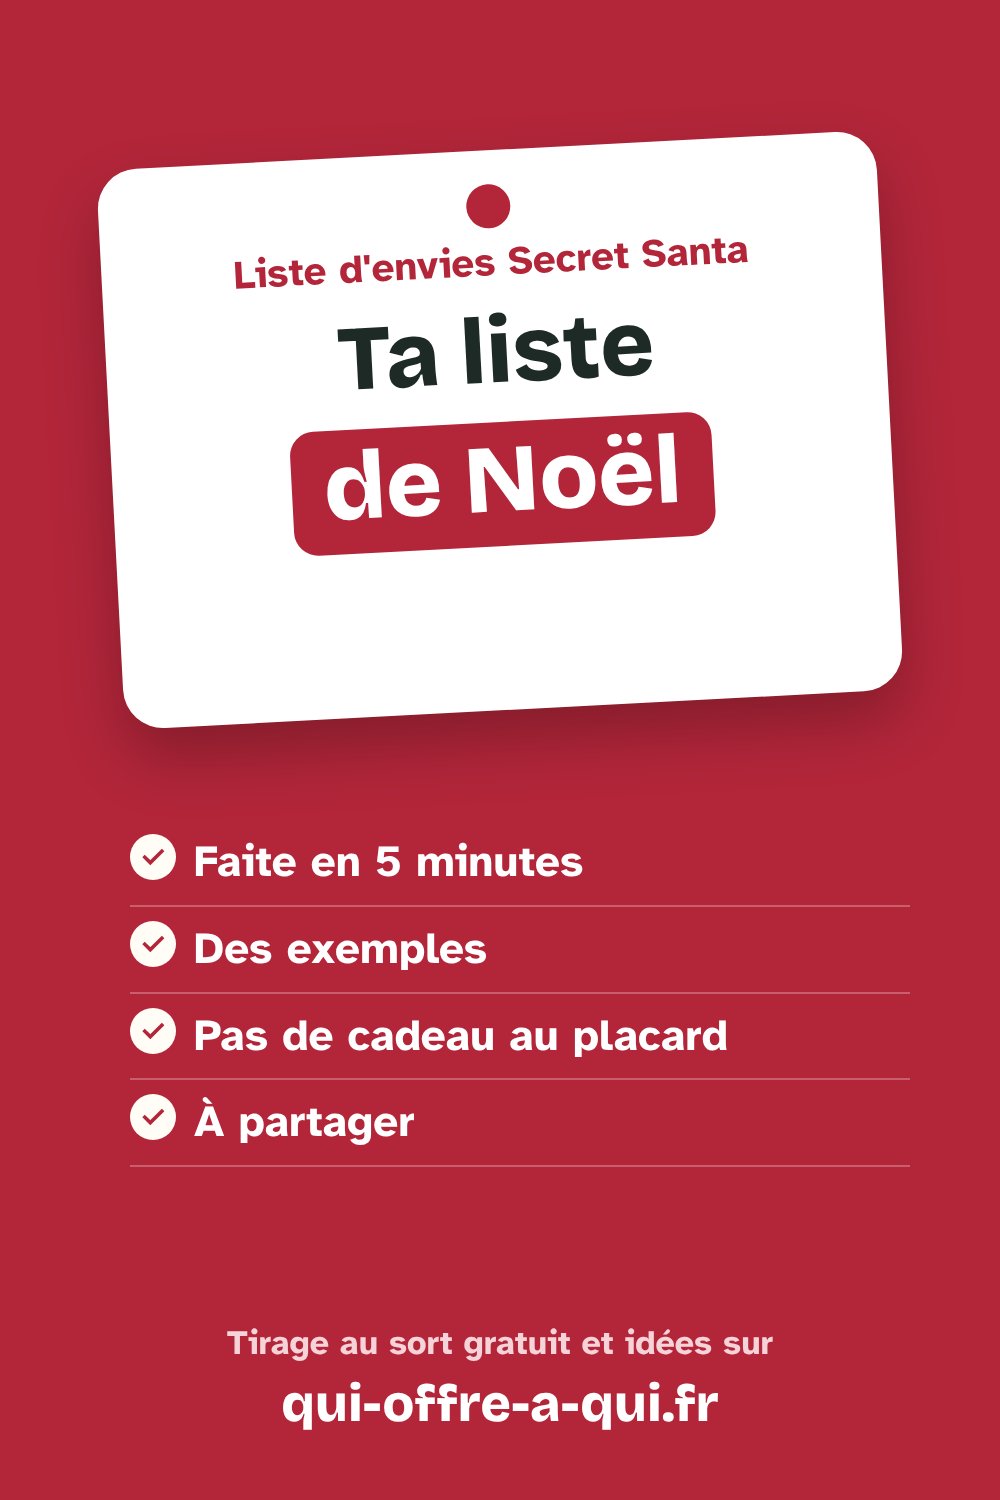 Liste d'envies Secret Santa
Ta liste
de Noël
Faite en 5 minutes
Des exemples
Pas de cadeau au placard
À partager
Tirage au sort gratuit et idées sur
qui-offre-a-qui.fr